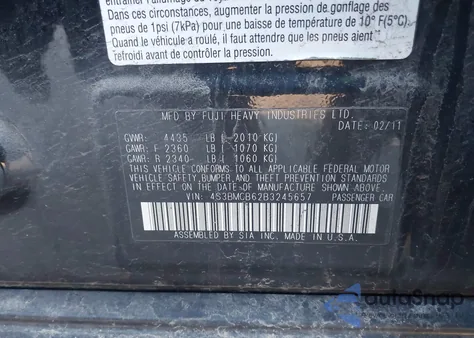 Dans ces circonstances, augmenter la pression de gonflage des
pneus de 1psi (7kPa) pour une baisse de température de 10° F(5°C).
Quand le véhicule a roulé, il faut attendre que les pneus aient
refroidi avant de contrôler la pression.
MFD BY FUJI HEAVY INDUSTRIES LTD.
DATE: 02/11
GVWR: 4435 LB ( 2010 KG)
GAWR: F 2360 LB ( 1070 KG)
GAWR: R 2340 LB ( 1060 KG)
THIS VEHICLE CONFORMS TO ALL APPLICABLE FEDERAL MOTOR
VEHICLE SAFETY, BUMPER, AND THEFT PREVENTION STANDARDS
IN EFFECT ON THE DATE OF MANUFACTURE SHOWN ABOVE.
VIN: 4S3BMCB62B3245657 PASSENGER CAR
ASSEMBLED BY SIA INC. MADE IN U.S.A.
autoSnap